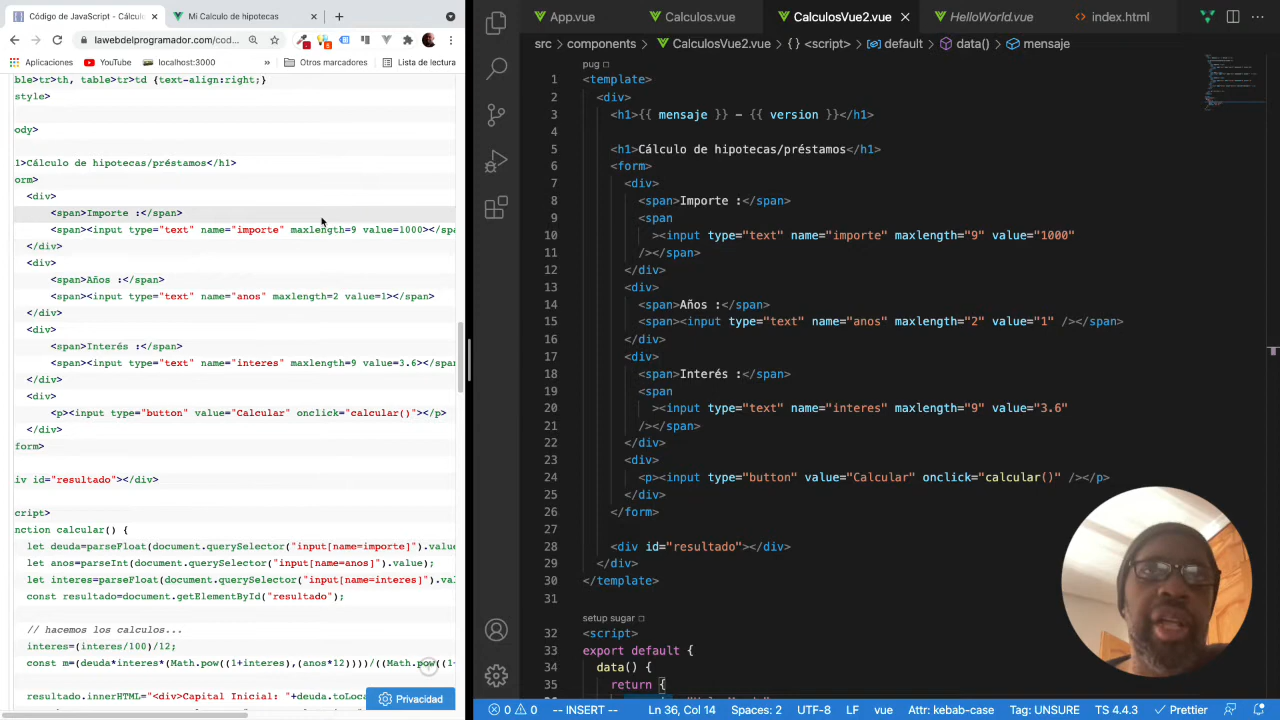 Código de JavaScript - Cálculo
Mi Calculo de hipotecas
lawebdelprogramador.com/cod...
Aplicaciones
YouTube
localhost:3000
»
Otros marcadores
Lista de lectura
ble>tr>th, table>tr>td {text-align:right;}
style>
ody>
1>Cálculo de hipotecas/préstamos</h1>
orm>
<div>
<span>Importe :</span>
<span><input type="text" name="importe" maxlength=9 value=1000></spa
</div>
<div>
<span>Años :</span>
<span><input type="text" name="anos" maxlength=2 value=1></span>
</div>
<div>
<span>Interés :</span>
<span><input type="text" name="interes" maxlength=9 value=3.6></span
</div>
<div>
<p><input type="button" value="Calcular" onclick="calcular()"></p>
</div>
form>
iv id="resultado"></div>
cript>
nction calcular() {
let deuda=parseFloat(document.querySelector("input[name=importe]").value
let anos=parseInt(document.querySelector("input[name=anos]").value);
let interes=parseFloat(document.querySelector("input[name=interes]").val
const resultado=document.getElementById("resultado");
// hacemos los calculos...
interes=(interes/100)/12;
const m=(deuda*interes*(Math.pow((1+interes),(anos*12))))/((Math.pow((1+
resultado.innerHTML="<div>Capital Inicial: "+deuda.toLoca
Privacidad
App.vue
Calculos.vue
CalculosVue2.vue
HelloWorld.vue
index.html
src > components > CalculosVue2.vue > {} <script> > default > data() > mensaje
pug
1 <template>
2 <div>
3 <h1>{{ mensaje }} - {{ version }}</h1>
4
5 <h1>Cálculo de hipotecas/préstamos</h1>
6 <form>
7 <div>
8 <span>Importe :</span>
9 <span
10 ><input type="text" name="importe" maxlength="9" value="1000"
11 /></span>
12 </div>
13 <div>
14 <span>Años :</span>
15 <span><input type="text" name="anos" maxlength="2" value="1" /></span>
16 </div>
17 <div>
18 <span>Interés :</span>
19 <span
20 ><input type="text" name="interes" maxlength="9" value="3.6"
21 /></span>
22 </div>
23 <div>
24 <p><input type="button" value="Calcular" onclick="calcular()" /></p>
25 </div>
26 </form>
27
28 <div id="resultado"></div>
29 </div>
30 </template>
31
setup sugar
32 <script>
33 export default {
34 data() {
35 return {
0 0 -- INSERT -- Ln 36, Col 14 Spaces: 2 UTF-8 LF vue Attr: kebab-case Tag: UNSURE TS 4.4.3 Prettier